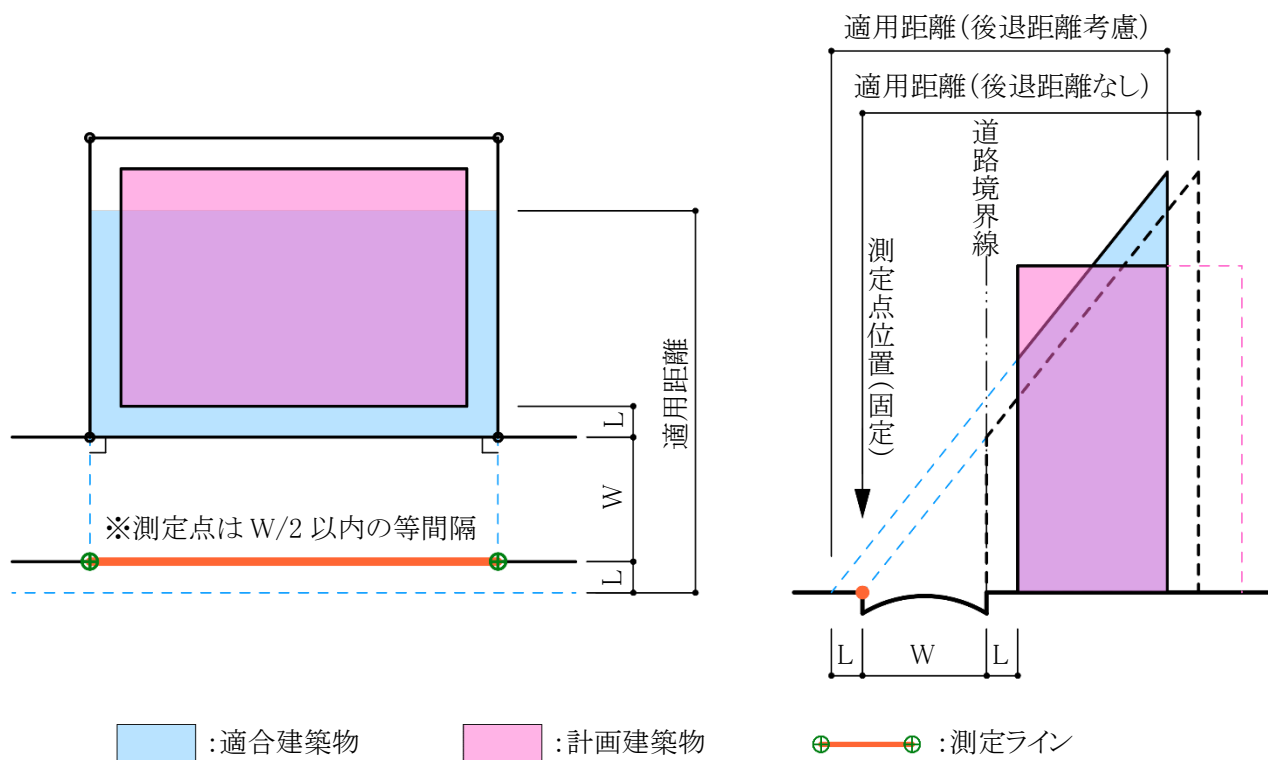 適用距離(後退距離考慮)
適用距離(後退距離なし)
道路境界線
測定点位置(固定)
適用距離
L
W
L
※測定点は W/2 以内の等間隔
L
W
L
:適合建築物
:計画建築物
:測定ライン